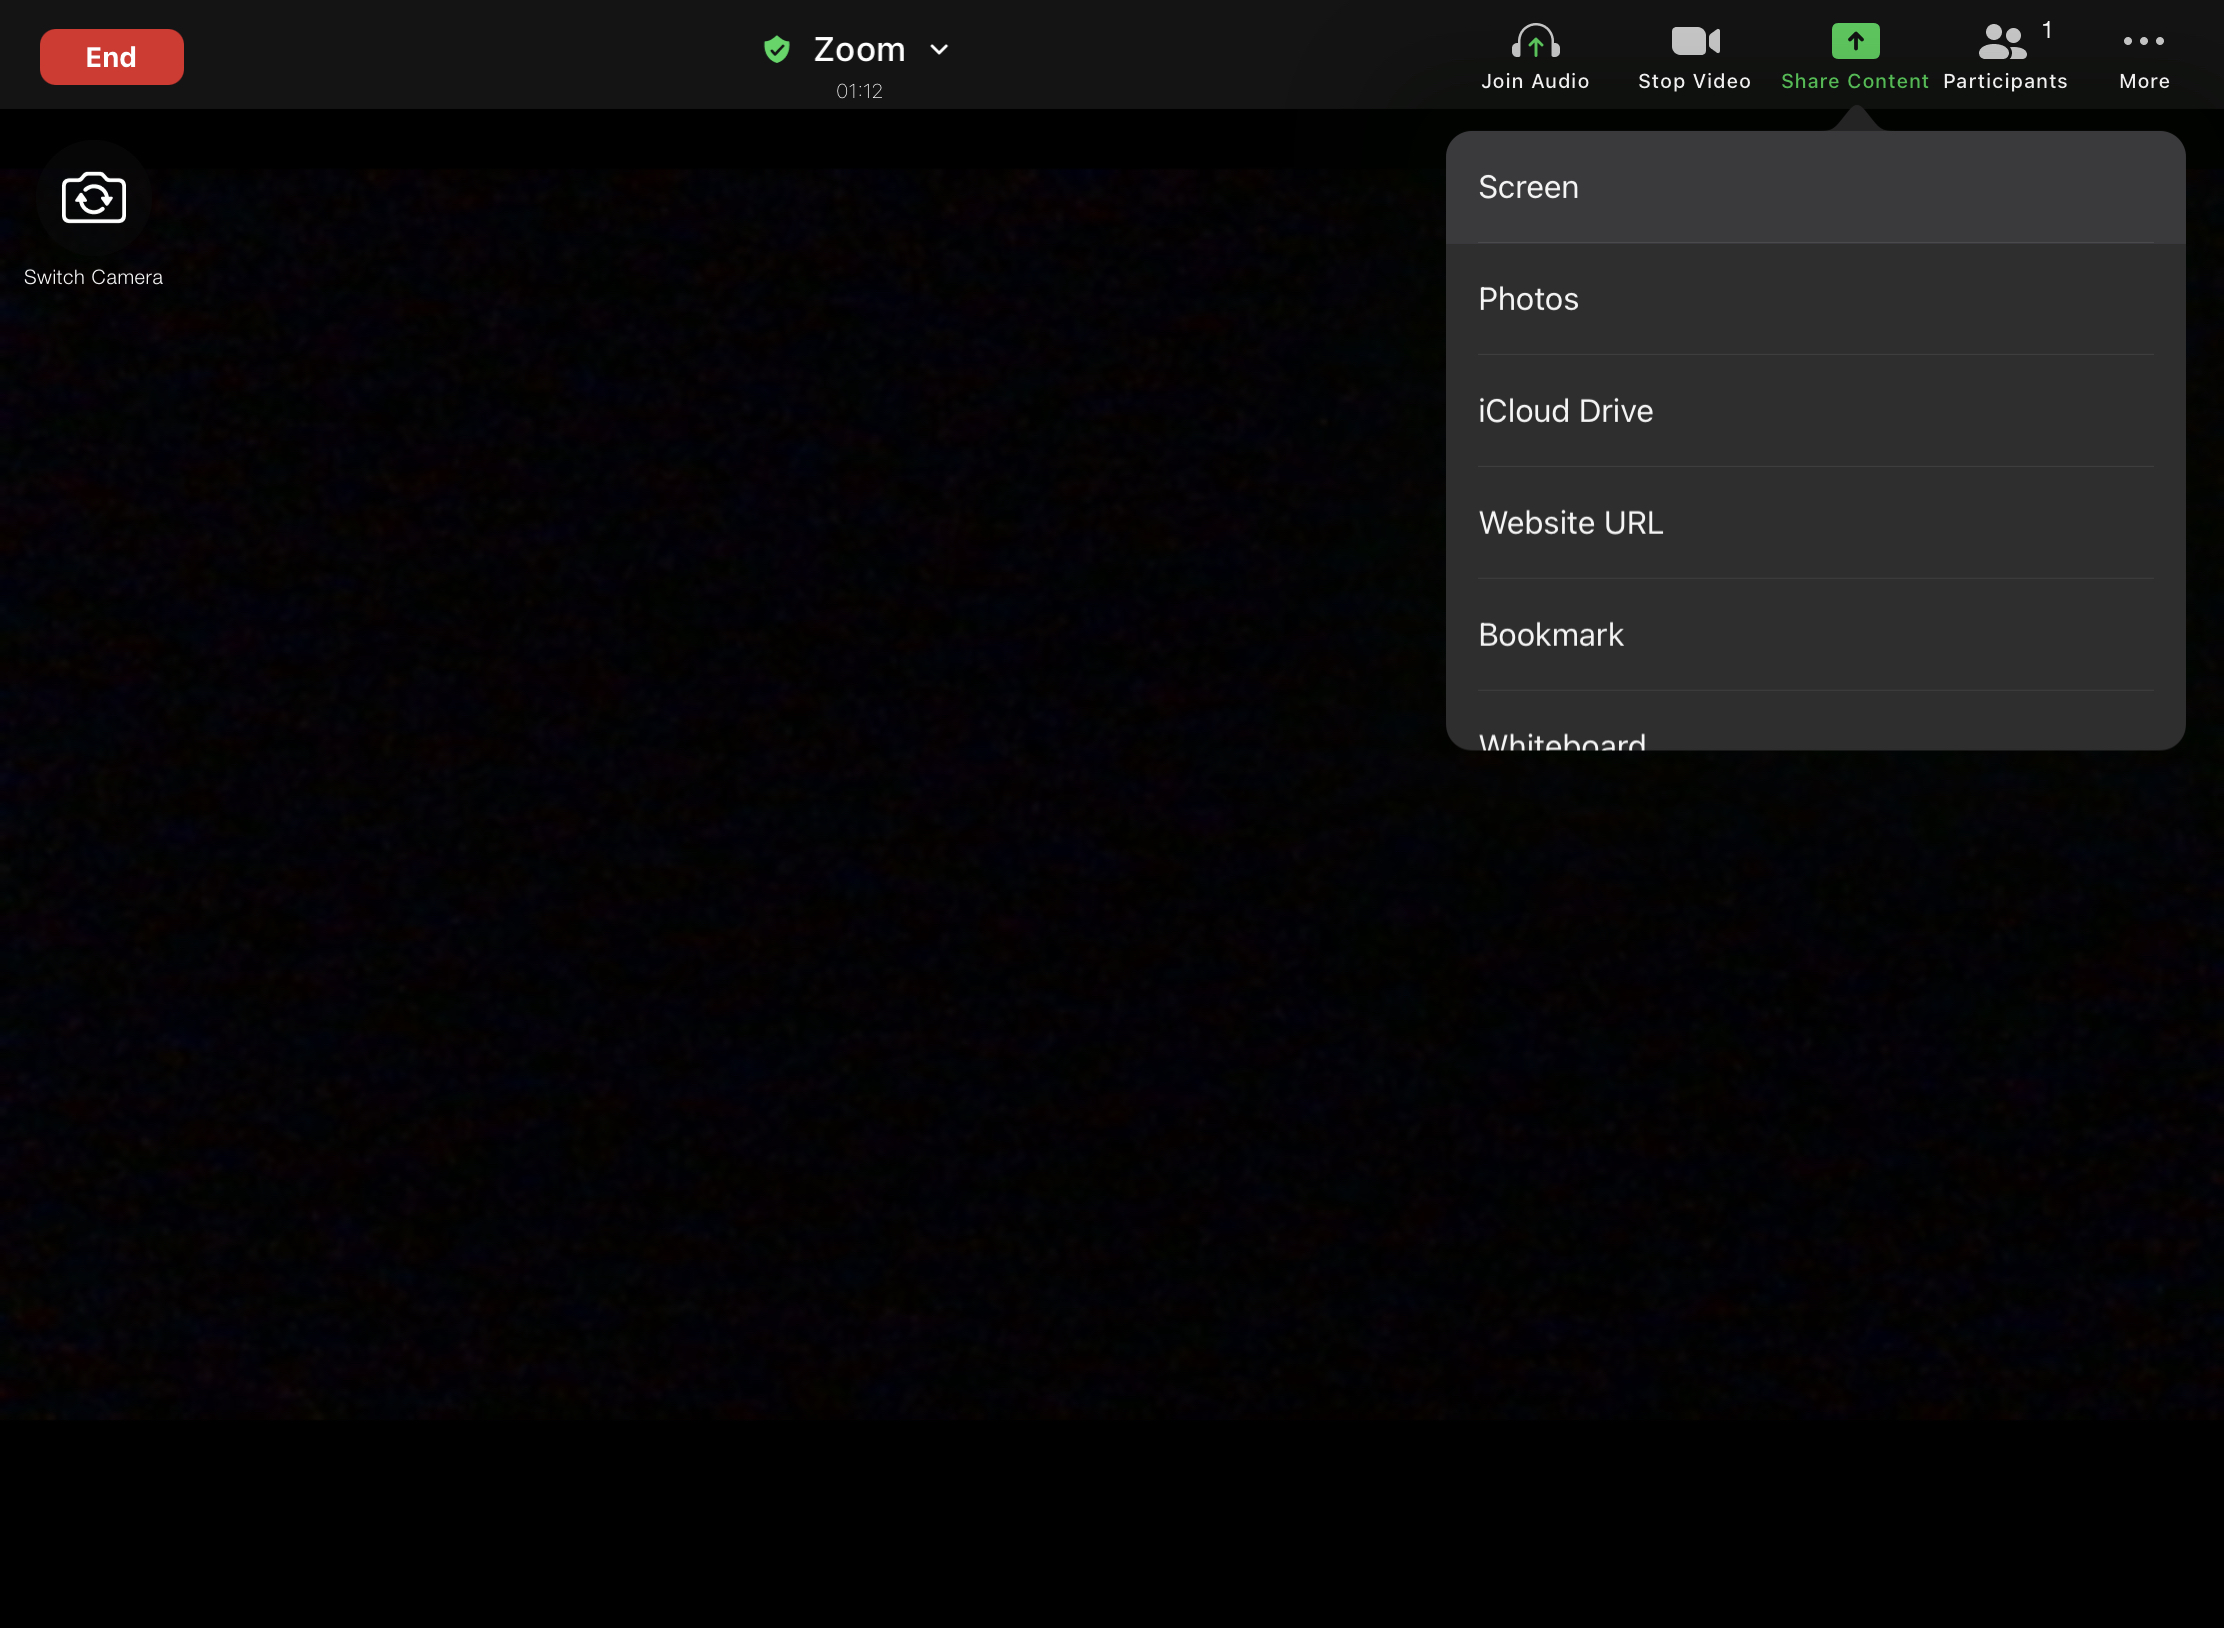 End
Zoom
01:12
Join Audio
Stop Video
Share Content
Participants
1
More
Switch Camera
Screen
Photos
iCloud Drive
Website URL
Bookmark
Whiteboard